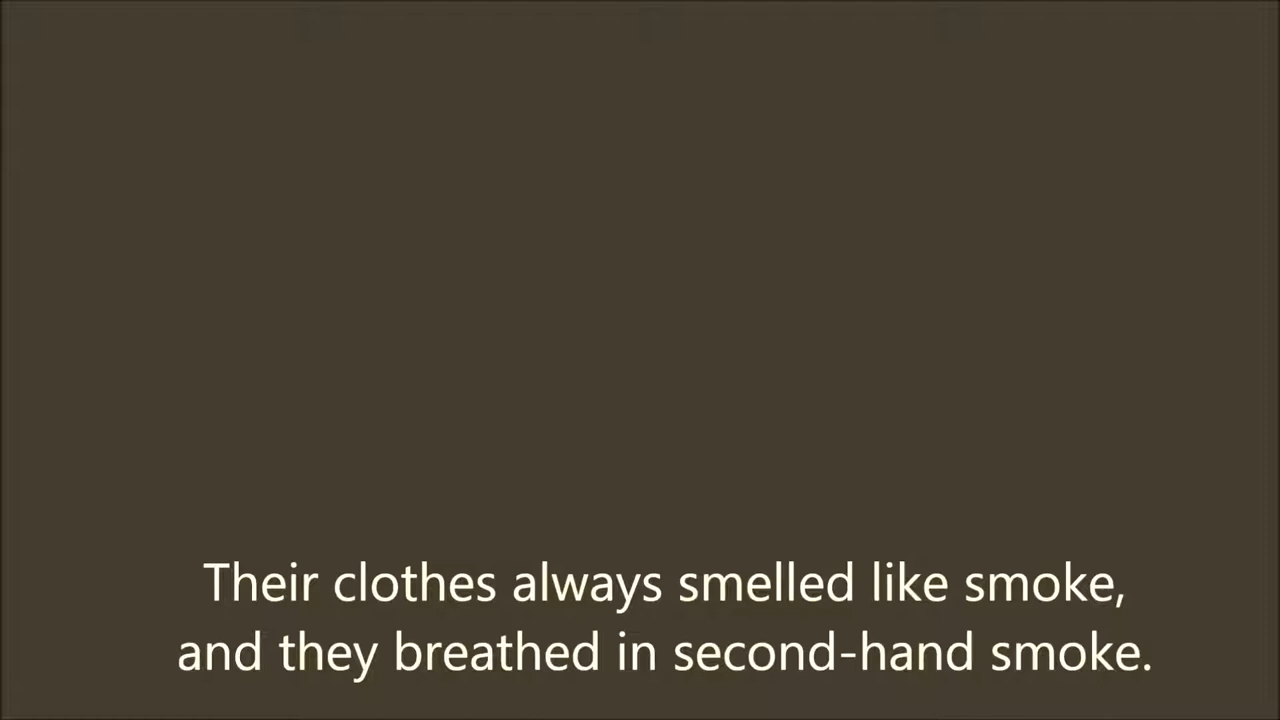 Their clothes always smelled like smoke,
and they breathed in second-hand smoke.